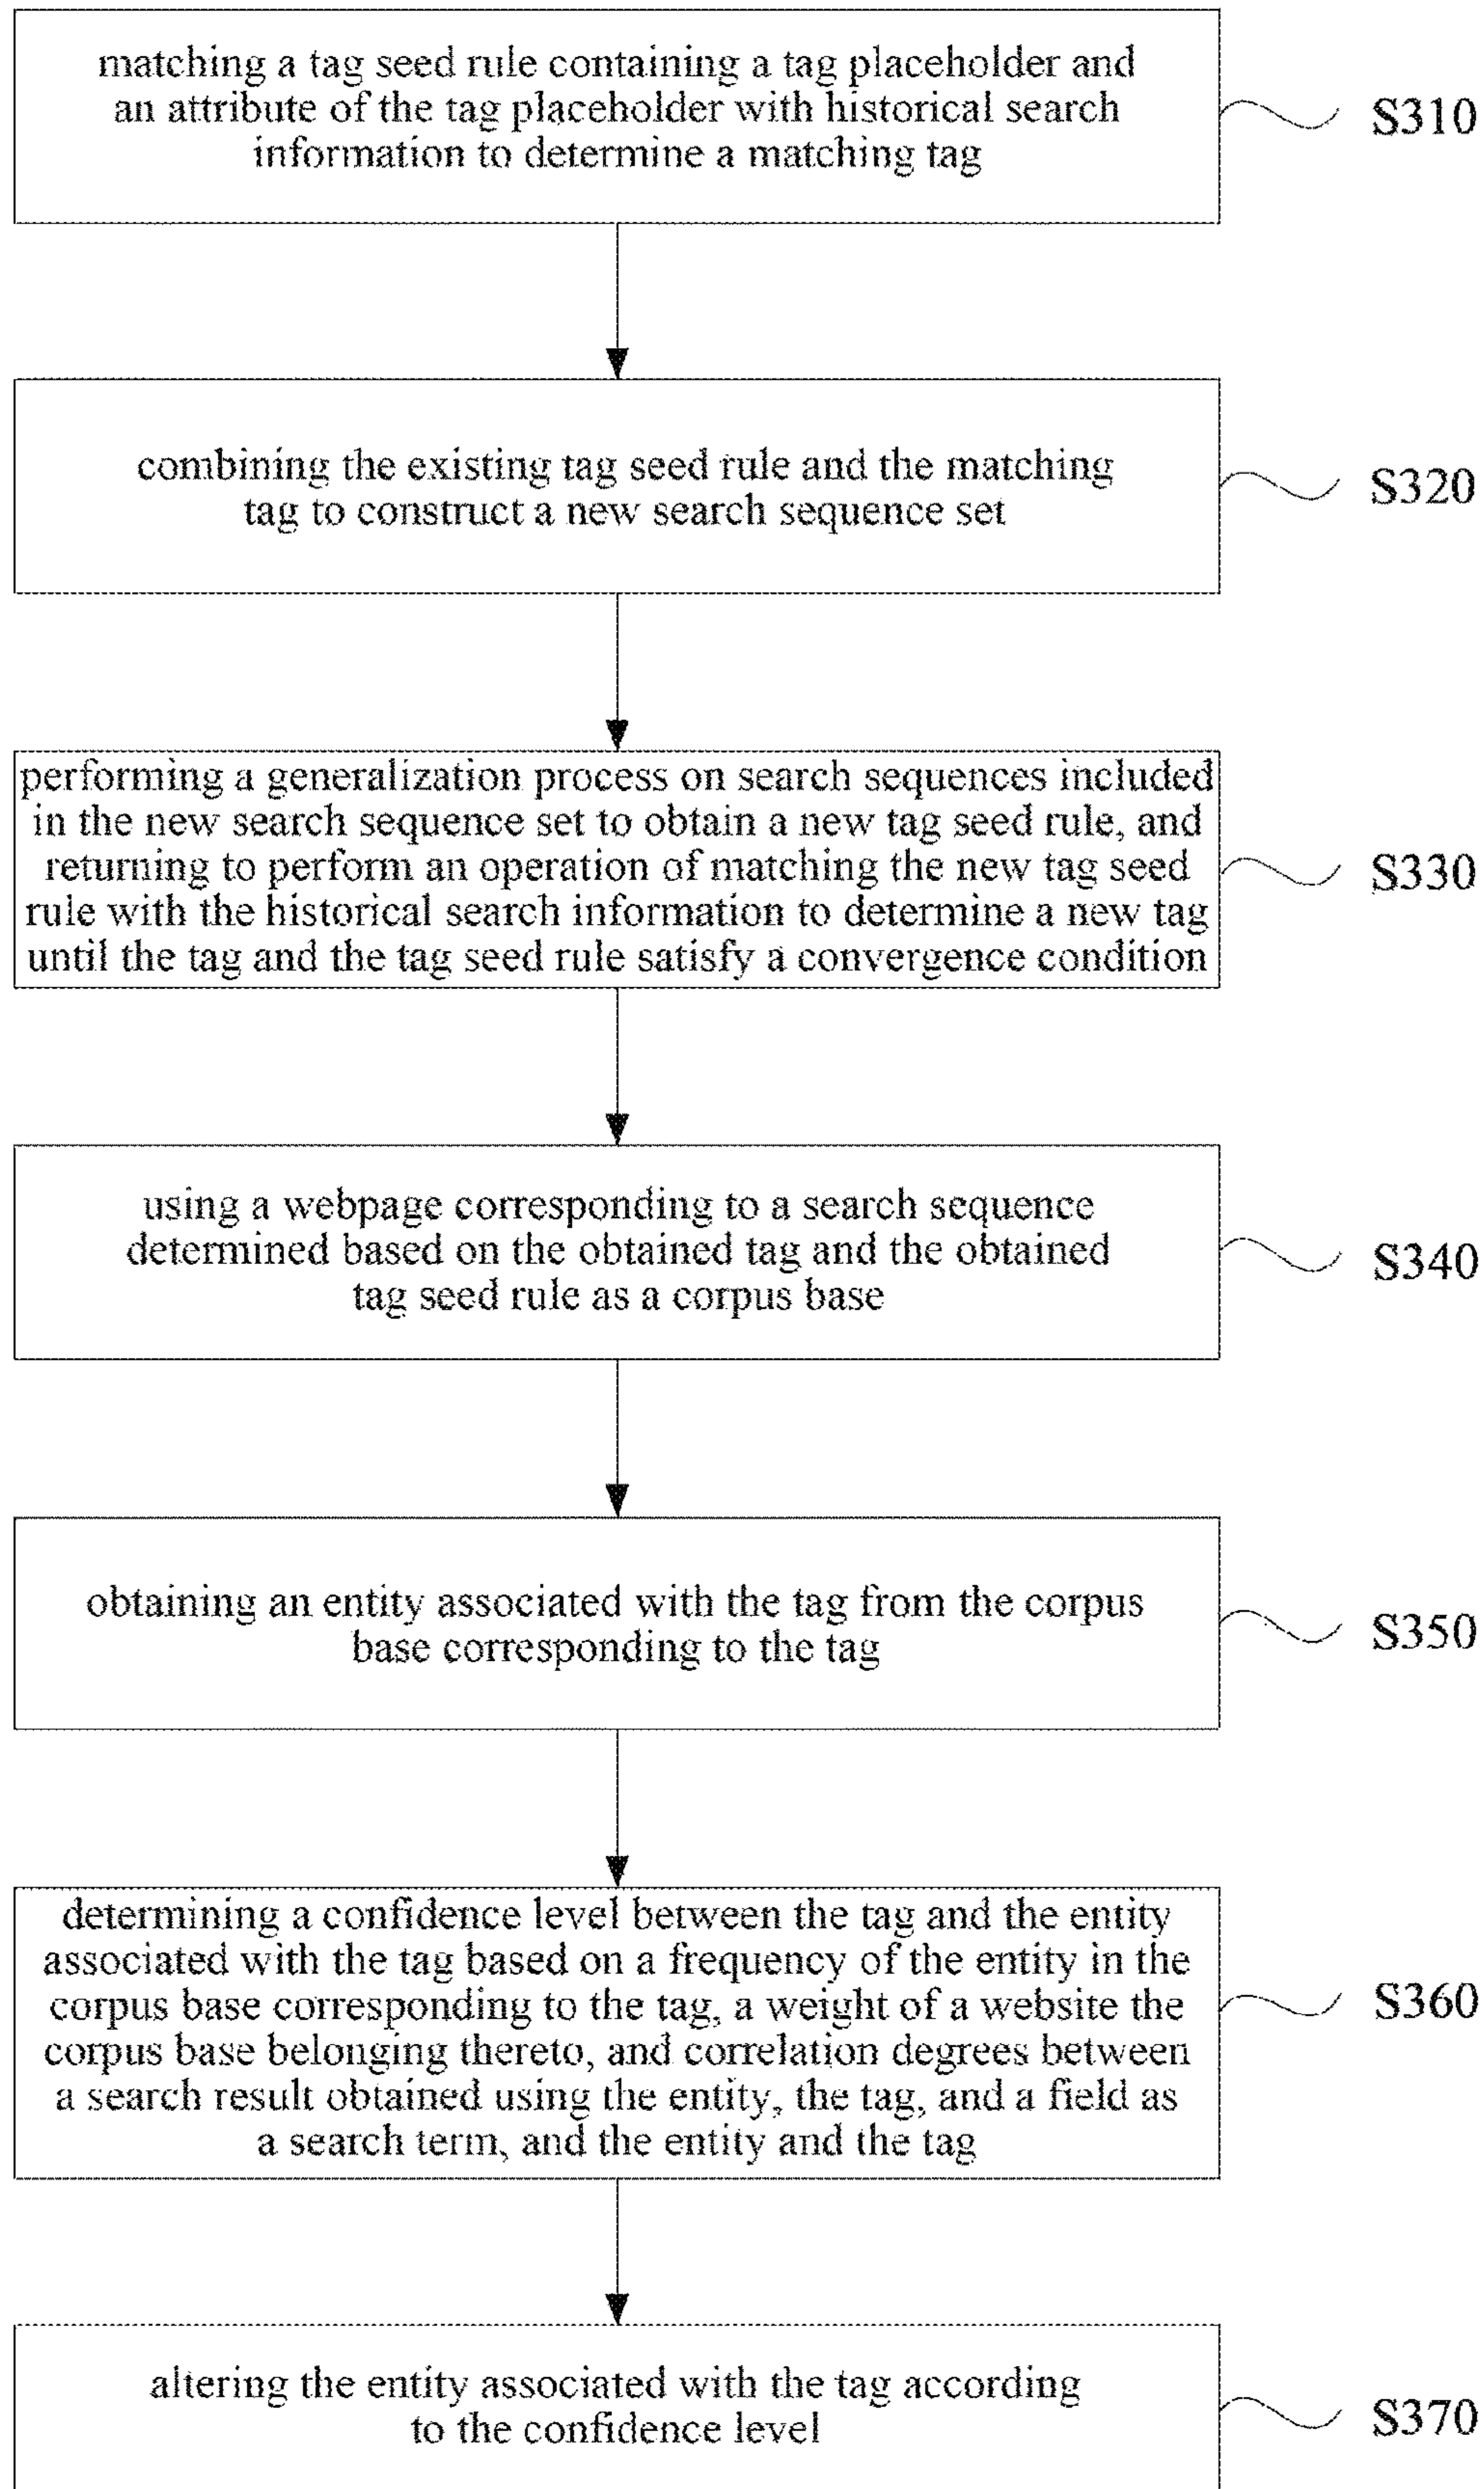 matching a tag seed rule containing a tag placeholder and
an attribute of the tag placeholder with historical search
information to determine a matching tag
S310
combining the existing tag seed rule and the matching
tag to construct a new search sequence set
S320
performing a generalization process on search sequences included
in the new search sequence set to obtain a new tag seed rule, and
returning to perform an operation of matching the new tag seed
rule with the historical search information to determine a new tag
until the tag and the tag seed rule satisfy a convergence condition
S330
using a webpage corresponding to a search sequence
determined based on the obtained tag and the obtained
tag seed rule as a corpus base
S340
obtaining an entity associated with the tag from the corpus
base corresponding to the tag
S350
determining a confidence level between the tag and the entity
associated with the tag based on a frequency of the entity in the
corpus base corresponding to the tag, a weight of a website the
corpus base belonging thereto, and correlation degrees between
a search result obtained using the entity, the tag, and a field as
a search term, and the entity and the tag
S360
altering the entity associated with the tag according
to the confidence level
S370